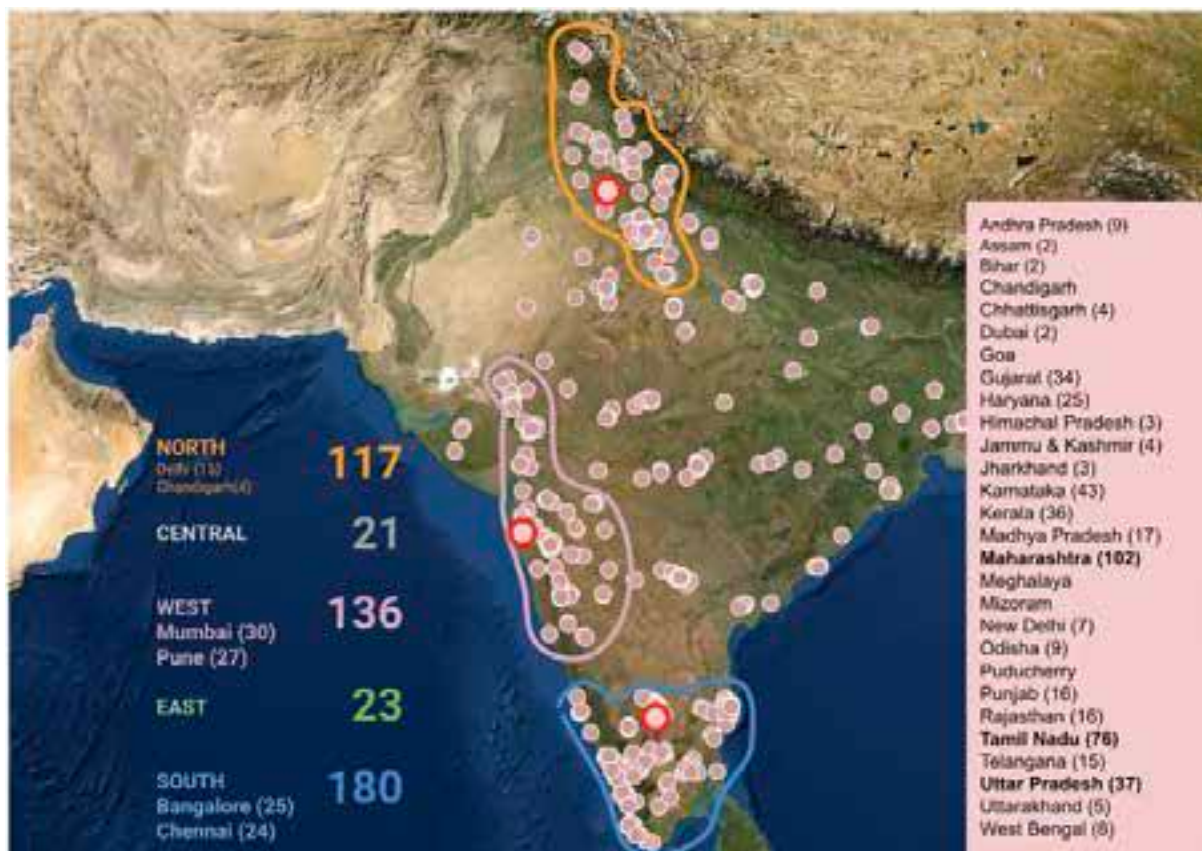 NORTH 117
Delhi (13)
Chandigarh(4)
CENTRAL 21
WEST 136
Mumbai (30)
Pune (27)
EAST 23
SOUTH 180
Bangalore (25)
Chennai (24)
Andhra Pradesh (9)
Assam (2)
Bihar (2)
Chandigarh
Chhattisgarh (4)
Dubai (2)
Goa
Gujarat (34)
Haryana (25)
Himachal Pradesh (3)
Jammu & Kashmir (4)
Jharkhand (3)
Karnataka (43)
Kerala (36)
Madhya Pradesh (17)
Maharashtra (102)
Meghalaya
Mizoram
New Delhi (7)
Odisha (9)
Puducherry
Punjab (16)
Rajasthan (16)
Tamil Nadu (76)
Telangana (15)
Uttar Pradesh (37)
Uttarakhand (5)
West Bengal (8)